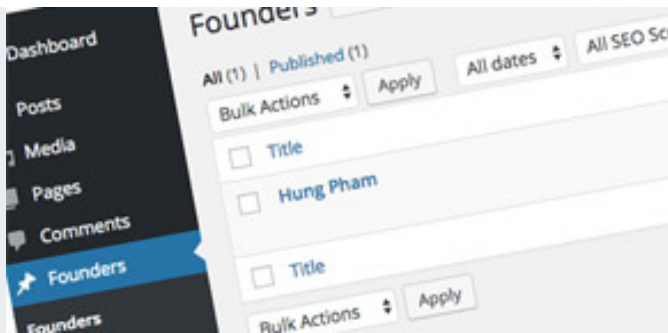 Dashboard
Posts
Media
Pages
Comments
Founders
Founders
Founders
All (1) | Published (1)
Bulk Actions Apply All dates All SEO
Title
Hung Pham
Title
Bulk Actions Apply